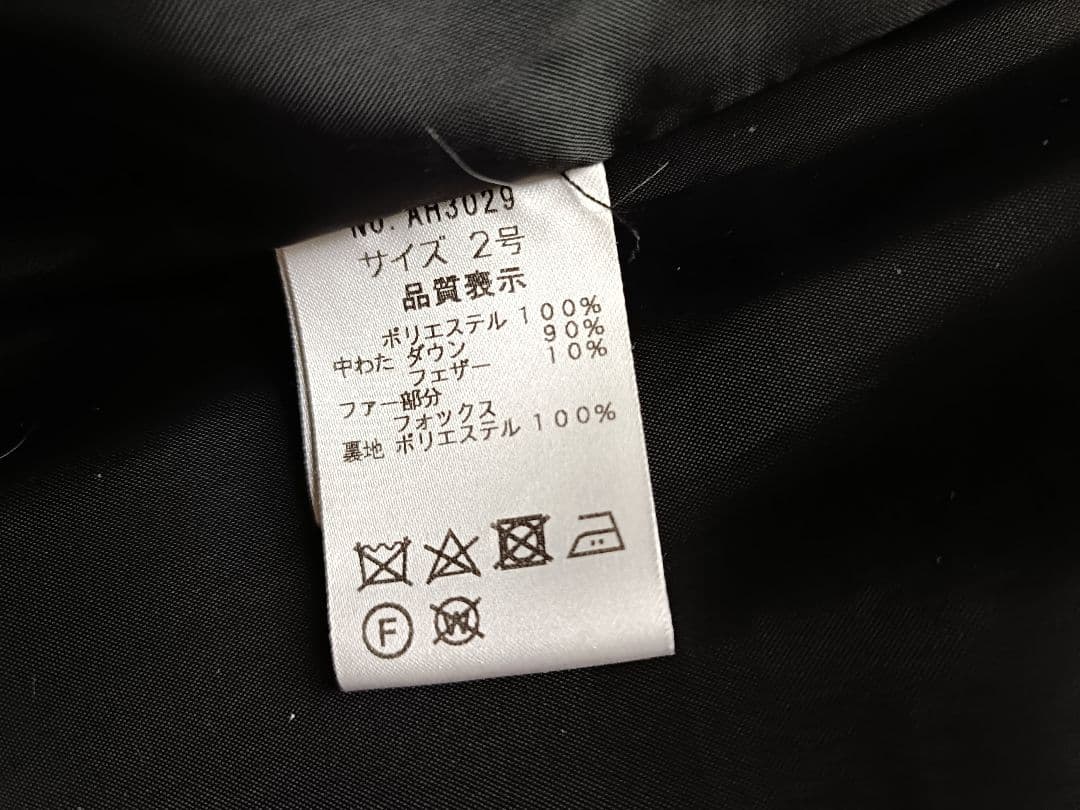 NO. AH3029
サイズ 2号
品質表示
ポリエステル 100%
中わた ダウン 90%
フェザー 10%
ファー部分
フォックス
裏地 ポリエステル 100%
F W